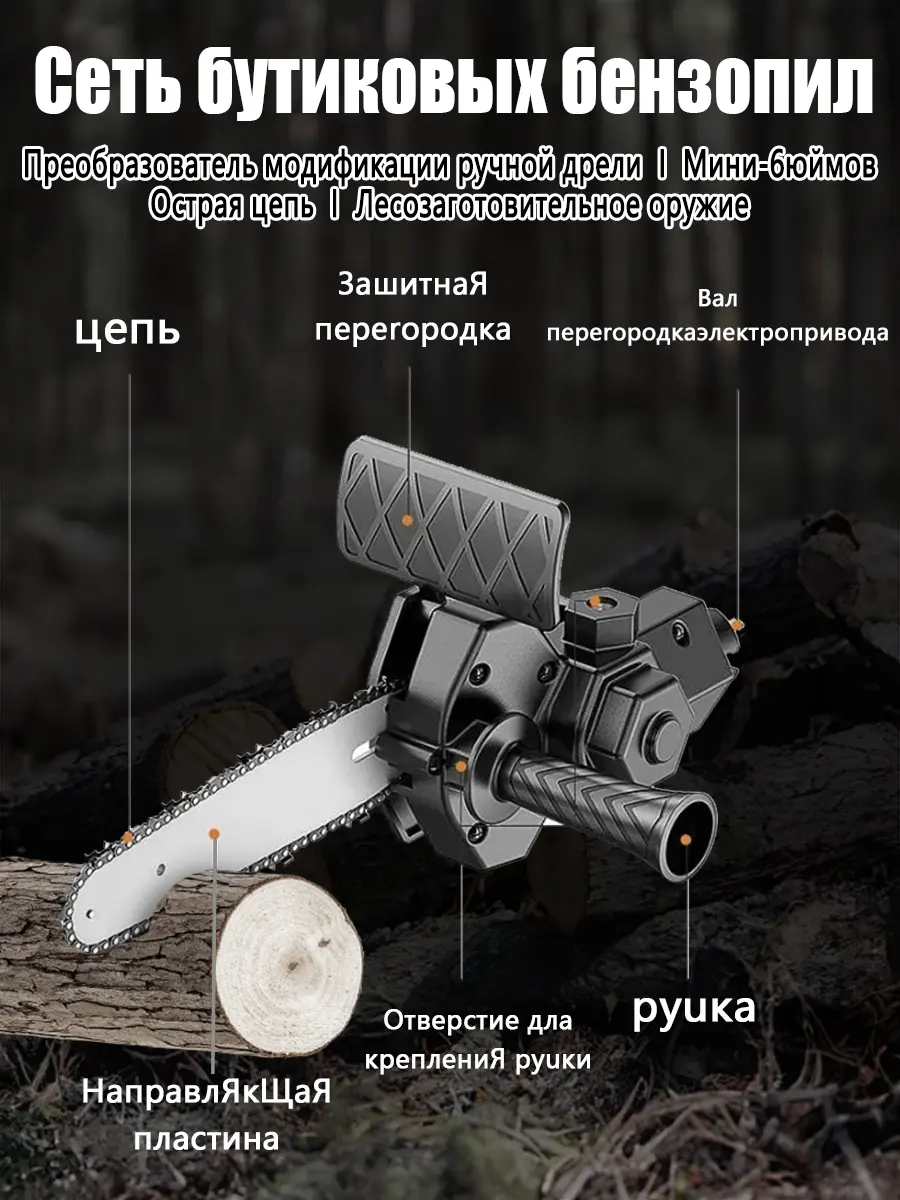 Сеть бутиковых бензопил
Преобразователь модификации ручной дрели | Мини-6юймов
Острая цепь | Лесозаготовительное оружие
ЗашитнаЯ
перегородка
Вал
перегородкаэлектропривода
цепь
Отверстие дла
креплениЯ руики
руика
НаправлЯкЩаЯ
пластина